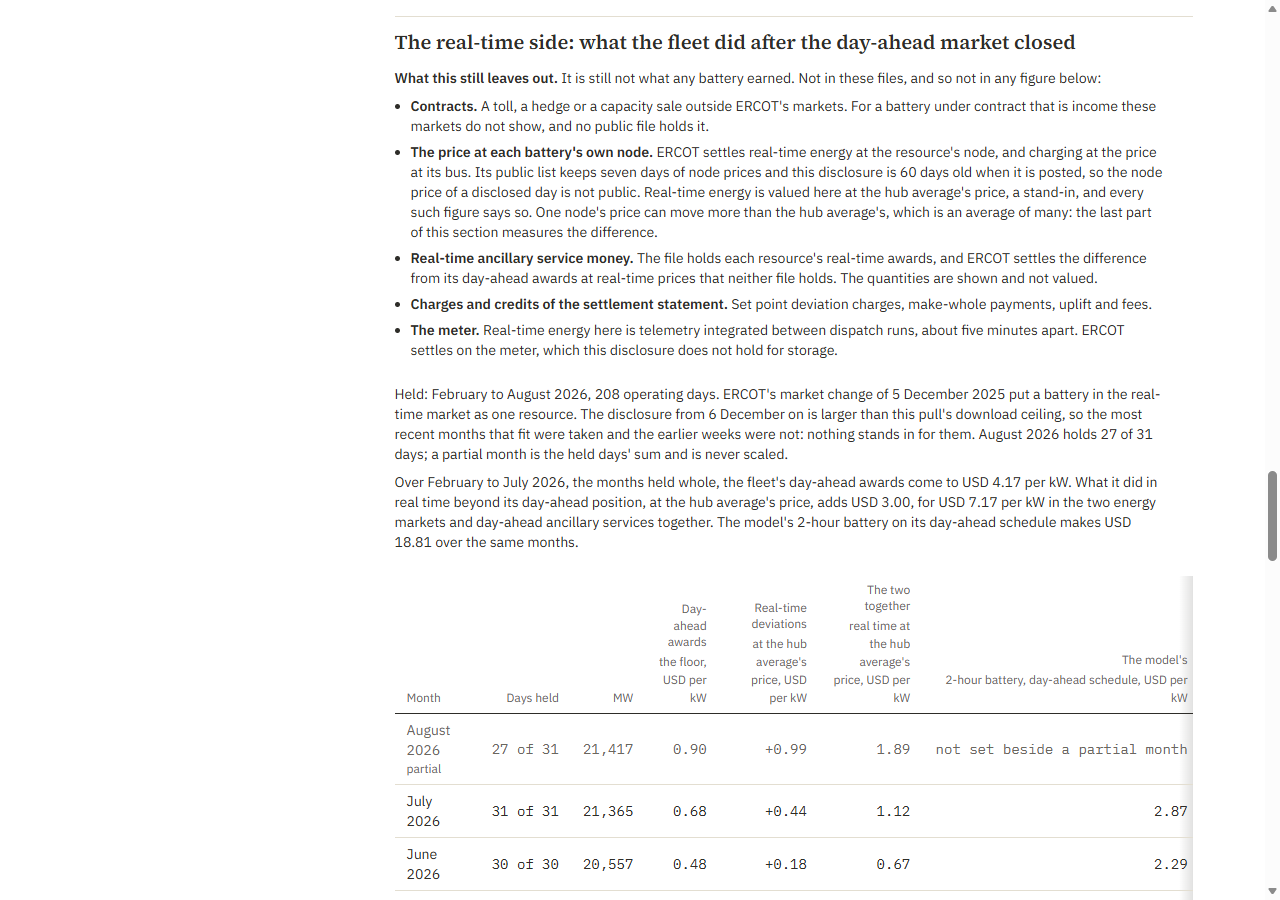 The real-time side: what the fleet did after the day-ahead market closed
What this still leaves out. It is still not what any battery earned. Not in these files, and so not in any figure below:
Contracts. A toll, a hedge or a capacity sale outside ERCOT's markets. For a battery under contract that is income these
markets do not show, and no public file holds it.
The price at each battery's own node. ERCOT settles real-time energy at the resource's node, and charging at the price
at its bus. Its public list keeps seven days of node prices and this disclosure is 60 days old when it is posted, so the node
price of a disclosed day is not public. Real-time energy is valued here at the hub average's price, a stand-in, and every
such figure says so. One node's price can move more than the hub average's, which is an average of many: the last part
of this section measures the difference.
Real-time ancillary service money. The file holds each resource's real-time awards, and ERCOT settles the difference
from its day-ahead awards at real-time prices that neither file holds. The quantities are shown and not valued.
Charges and credits of the settlement statement. Set point deviation charges, make-whole payments, uplift and fees.
The meter. Real-time energy here is telemetry integrated between dispatch runs, about five minutes apart. ERCOT
settles on the meter, which this disclosure does not hold for storage.
Held: February to August 2026, 208 operating days. ERCOT's market change of 5 December 2025 put a battery in the real-
time market as one resource. The disclosure from 6 December on is larger than this pull's download ceiling, so the most
recent months that fit were taken and the earlier weeks were not: nothing stands in for them. August 2026 holds 27 of 31
days; a partial month is the held days' sum and is never scaled.
Over February to July 2026, the months held whole, the fleet's day-ahead awards come to USD 4.17 per kW. What it did in
real time beyond its day-ahead position, at the hub average's price, adds USD 3.00, for USD 7.17 per kW in the two energy
markets and day-ahead ancillary services together. The model's 2-hour battery on its day-ahead schedule makes USD
18.81 over the same months.
Month
Days held
MW
Day-
ahead
awards
the floor,
USD per
kW
Real-time
deviations
at the hub
average's
price, USD
per kW
The two
together
real time at
the hub
average's
price, USD per
kW
The model's
2-hour battery, day-ahead schedule, USD per
kW
August
2026
partial
27 of 31 21,417 0.90 +0.99 1.89 not set beside a partial month
July
2026
31 of 31 21,365 0.68 +0.44 1.12 2.87
June
2026
30 of 30 20,557 0.48 +0.18 0.67 2.29